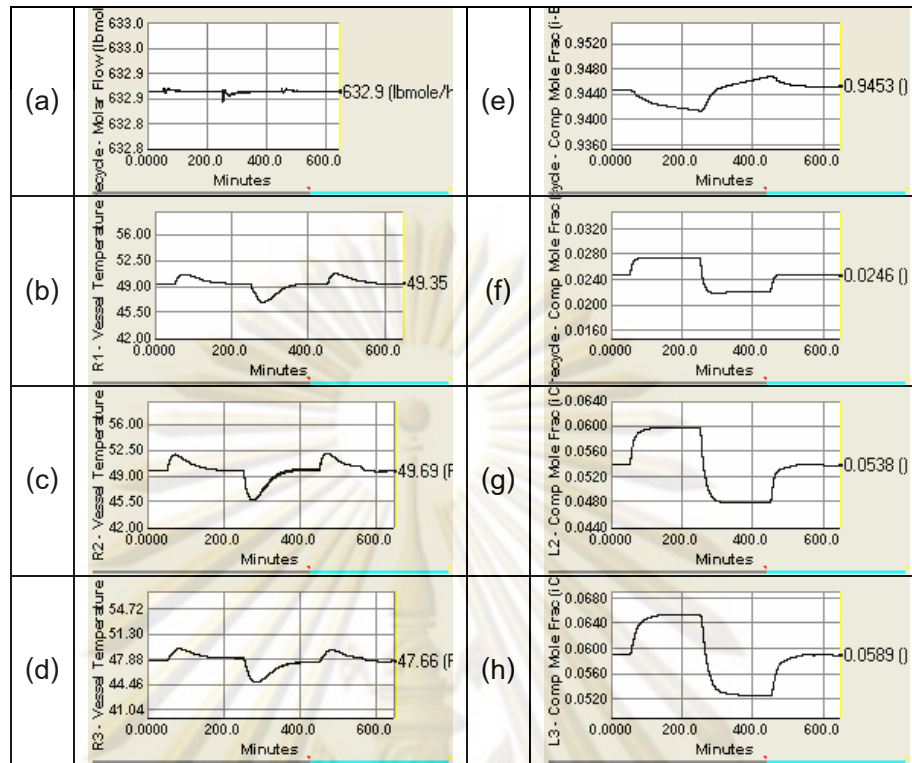 (a)
ecycle - Molar Flow (lbmol
633.0
633.0
632.9
632.9
632.8
632.8
632.9 (lbmole/h
0.0000 200.0 400.0 600.0
Minutes
(e)
ycle - Comp Mole Frac (i-B
0.9520
0.9480
0.9440
0.9360
0.9453 ()
0.0000 200.0 400.0 600.0
Minutes
(b)
R1 - Vessel Temperature
56.00
52.50
49.00
45.50
42.00
49.35
0.0000 200.0 400.0 600.0
Minutes
(f)
ecycle - Comp Mole Frac (i
0.0320
0.0280
0.0240
0.0200
0.0160
0.0246 ()
0.0000 200.0 400.0 600.0
Minutes
(c)
R2 - Vessel Temperature
56.00
52.50
49.00
45.50
42.00
49.69 (F
0.0000 200.0 400.0 600.0
Minutes
(g)
L2 - Comp Mole Frac (iC
0.0640
0.0600
0.0560
0.0520
0.0480
0.0440
0.0538 ()
0.0000 200.0 400.0 600.0
Minutes
(d)
R3 - Vessel Temperature
54.72
51.30
47.88
44.46
41.04
47.66 (F
0.0000 200.0 400.0 600.0
Minutes
(h)
L3 - Comp Mole Frac (iC
0.0680
0.0640
0.0600
0.0560
0.0520
0.0589 ()
0.0000 200.0 400.0 600.0
Minutes